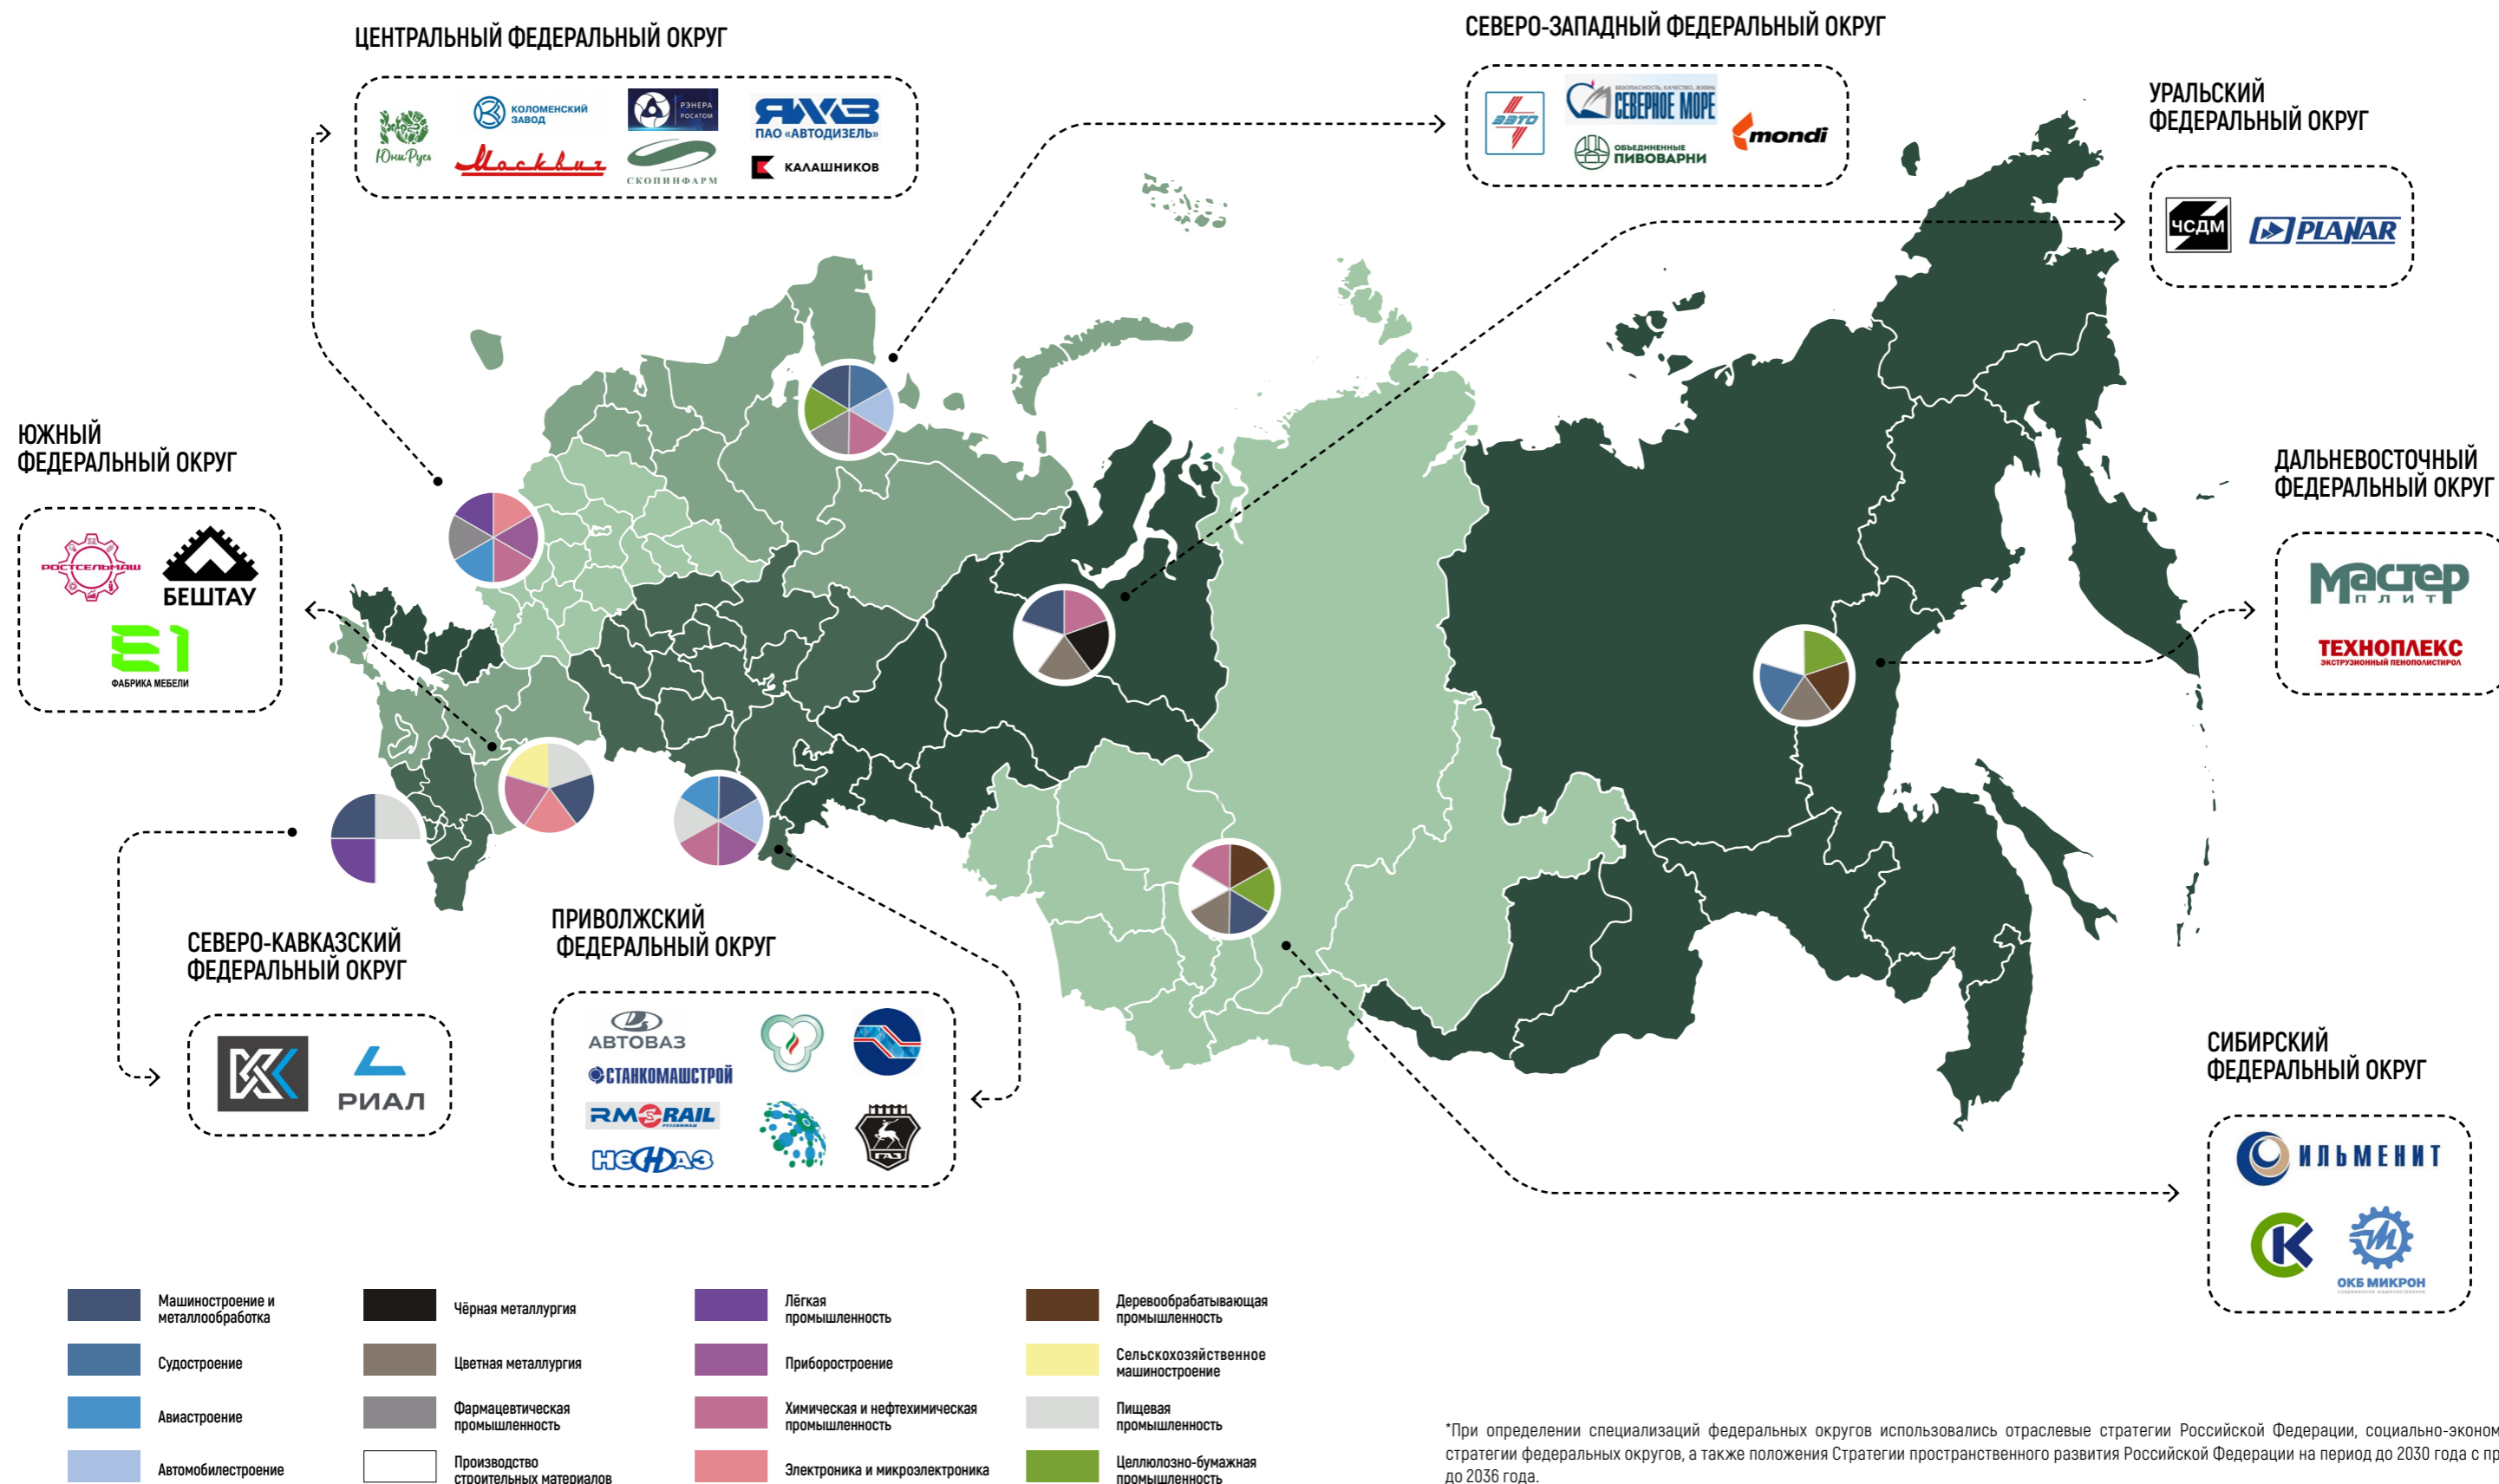 ЦЕНТРАЛЬНЫЙ ФЕДЕРАЛЬНЫЙ ОКРУГ
ЮниРусь
КОЛОМЕНСКИЙ
ЗАВОД
РЭНЕРА
РОСАТОМ
ЯМЗ
ПАО «АВТОДИЗЕЛЬ»
Москвич
СКОПИНФАРМ
КАЛАШНИКОВ
СЕВЕРО-ЗАПАДНЫЙ ФЕДЕРАЛЬНЫЙ ОКРУГ
БЕЗОПАСНОСТЬ, КАЧЕСТВО, ЖИЗНЬ
СЕВЕРНОЕ МОРЕ
ОБЪЕДИНЕННЫЕ
ПИВОВАРНИ
mondi
УРАЛЬСКИЙ
ФЕДЕРАЛЬНЫЙ ОКРУГ
ЧСДМ
PLANAR
ЮЖНЫЙ
ФЕДЕРАЛЬНЫЙ ОКРУГ
РОСТСЕЛЬМАШ
БЕШТАУ
E1
ФАБРИКА МЕБЕЛИ
ДАЛЬНЕВОСТОЧНЫЙ
ФЕДЕРАЛЬНЫЙ ОКРУГ
Мастер
ПЛИТ
ТЕХНОПЛЕКС
ЭКСТРУЗИОННЫЙ ПЕНОПОЛИСТИРОЛ
СЕВЕРО-КАВКАЗСКИЙ
ФЕДЕРАЛЬНЫЙ ОКРУГ
РИАЛ
ПРИВОЛЖСКИЙ
ФЕДЕРАЛЬНЫЙ ОКРУГ
АВТОВАЗ
СТАНКОМАШСТРОЙ
RM RAIL
РУЗХИММАШ
НЕФАЗ
ГАЗ
СИБИРСКИЙ
ФЕДЕРАЛЬНЫЙ ОКРУГ
ИЛЬМЕНИТ
СК
ОКБ МИКРОН
Машиностроение и
металлообработка
Судостроение
Авиастроение
Автомобилестроение
Чёрная металлургия
Цветная металлургия
Фармацевтическая
промышленность
Производство
строительных материалов
Лёгкая
промышленность
Приборостроение
Химическая и нефтехимическая
промышленность
Электроника и микроэлектроника
Деревообрабатывающая
промышленность
Сельскохозяйственное
машиностроение
Пищевая
промышленность
Целлюлозно-бумажная
промышленность
*При определении специализаций федеральных округов использовались отраслевые стратегии Российской Федерации, социально-эконом
стратегии федеральных округов, а также положения Стратегии пространственного развития Российской Федерации на период до 2030 года с пр
до 2036 года.